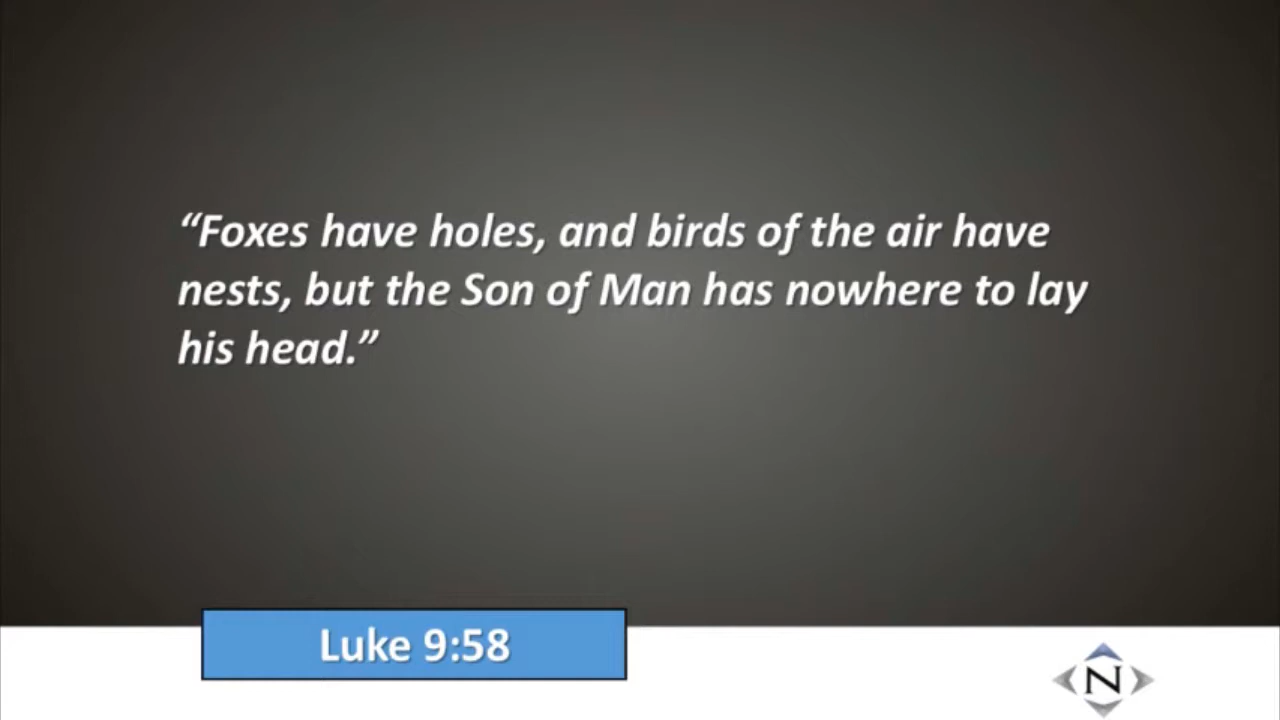 “Foxes have holes, and birds of the air have
nests, but the Son of Man has nowhere to lay
his head.”
Luke 9:58
N